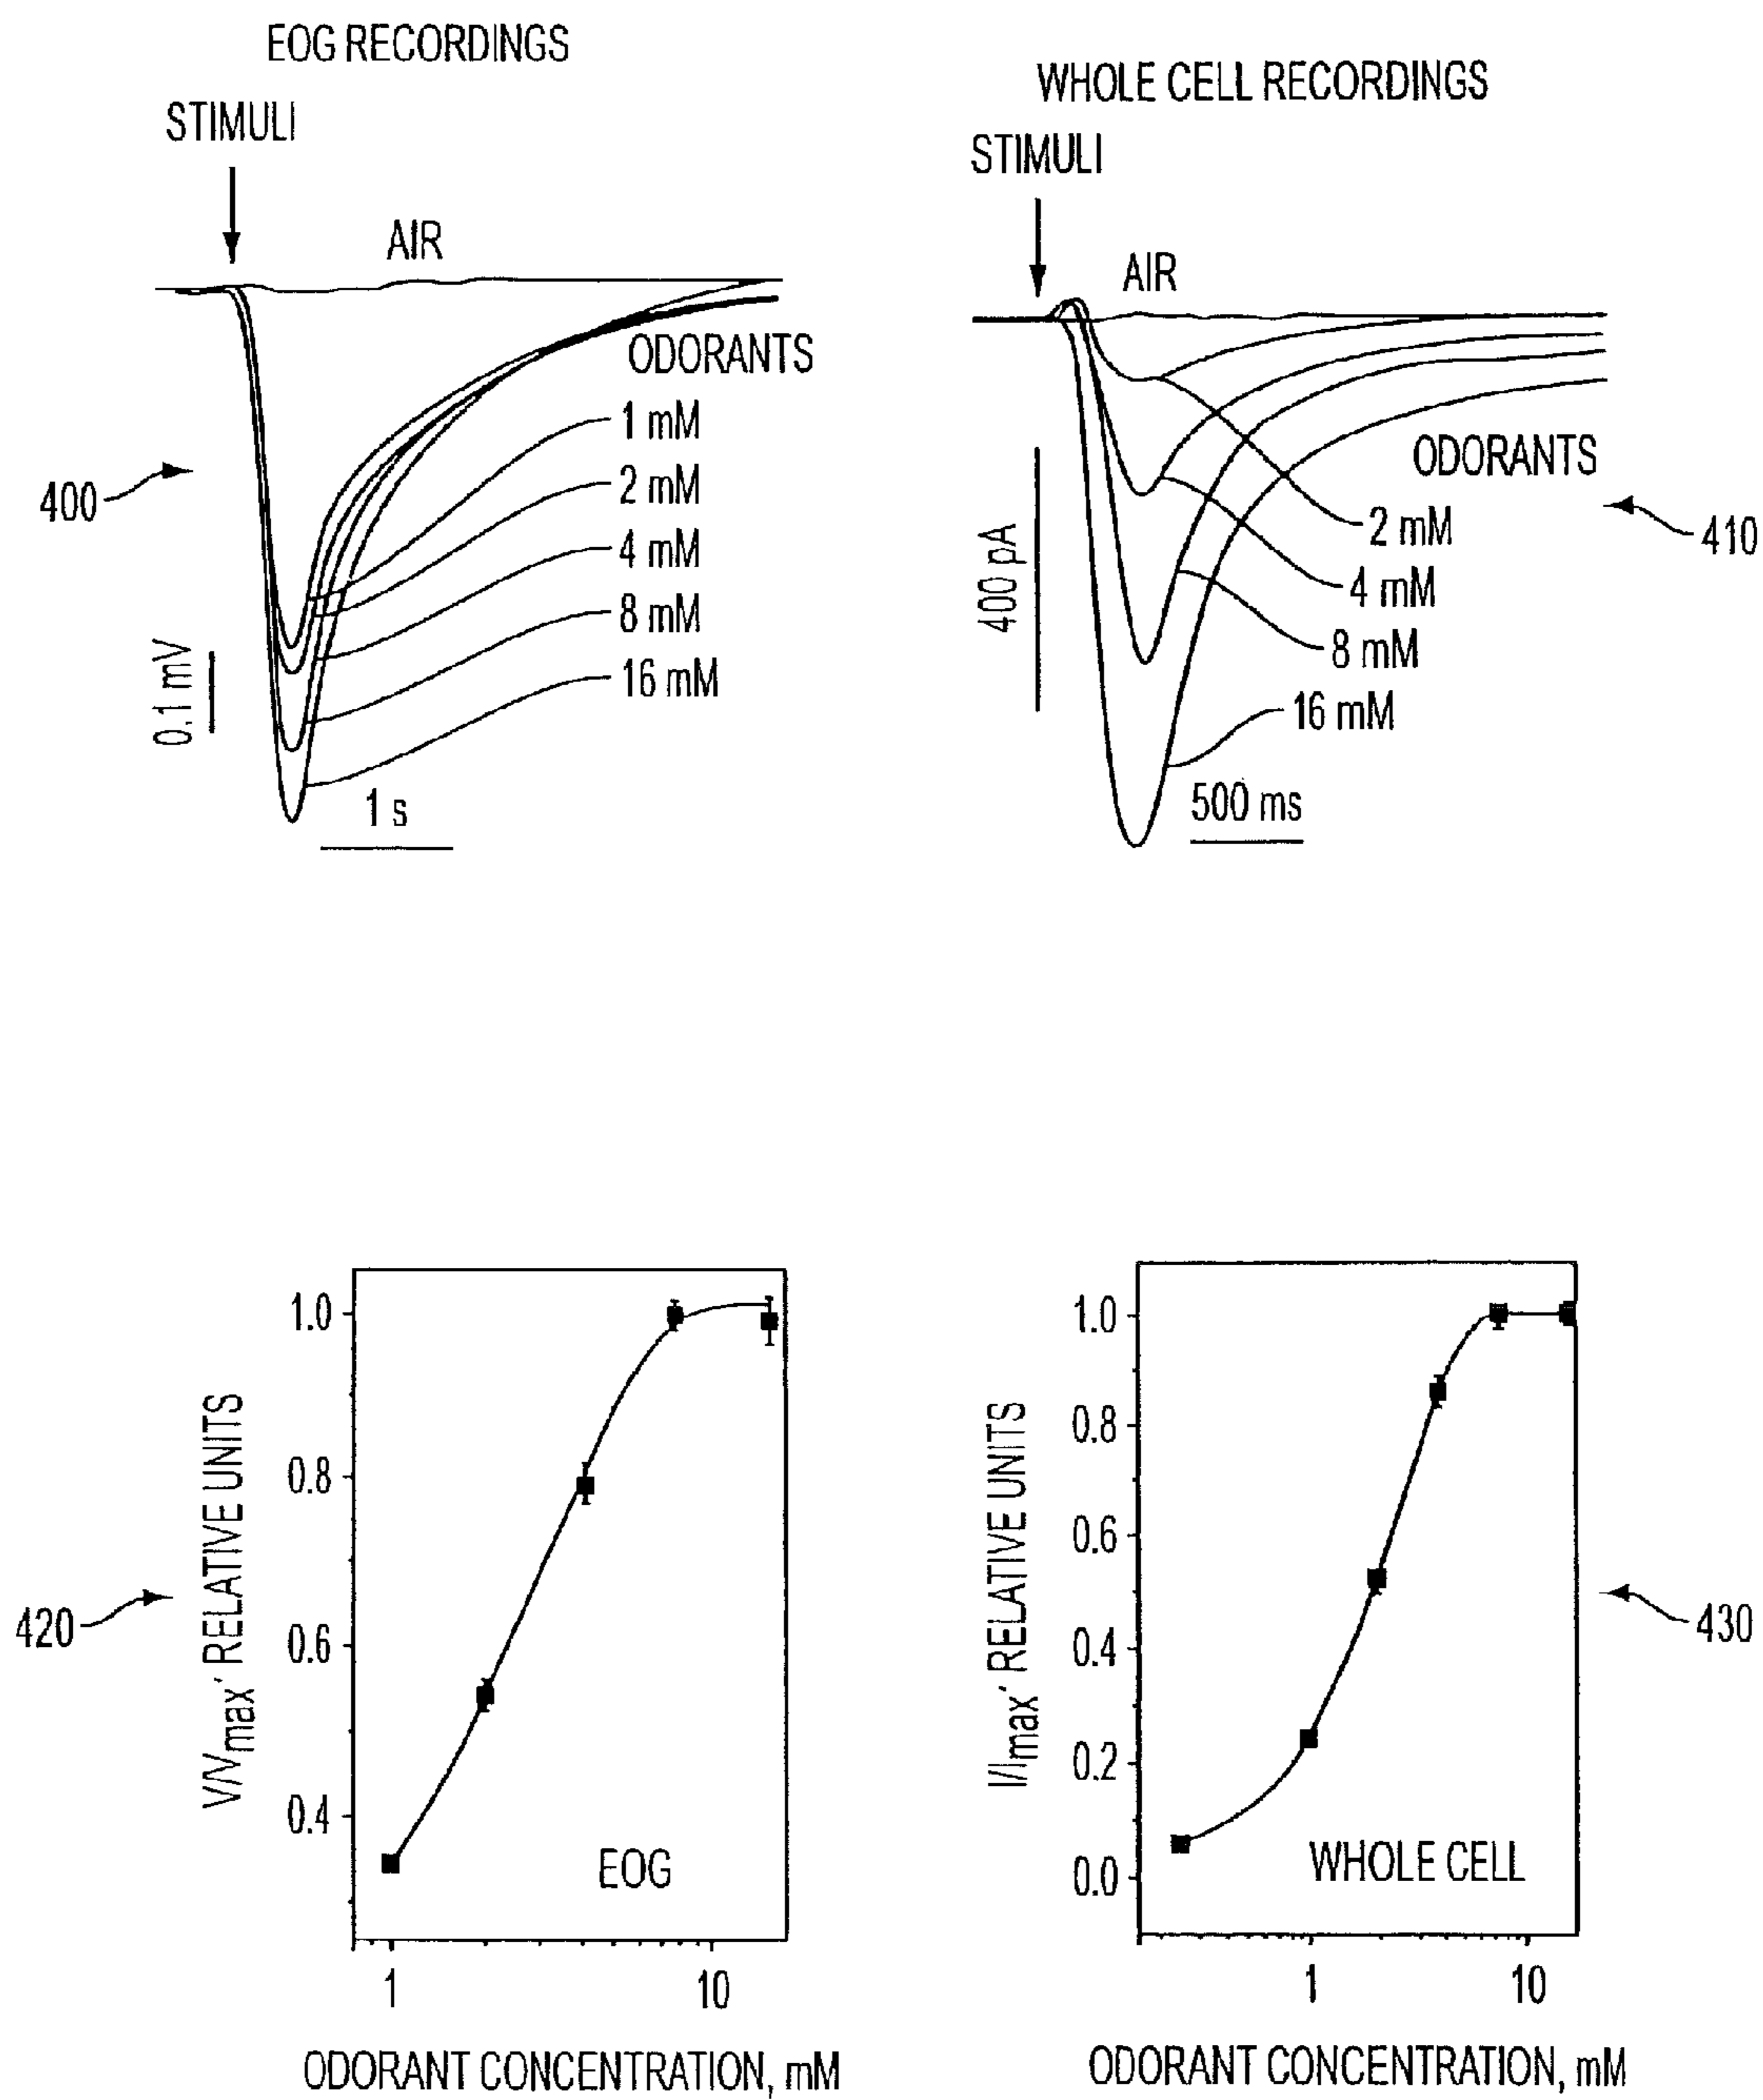 EOG RECORDINGS
STIMULI
AIR
ODORANTS
1 mM
2 mM
4 mM
8 mM
16 mM
0.1 mV
1 s
400
WHOLE CELL RECORDINGS
STIMULI
AIR
ODORANTS
2 mM
4 mM
8 mM
16 mM
400 pA
500 ms
410
1.0
0.8
0.6
0.4
V/Vmax, RELATIVE UNITS
EOG
1 10
ODORANT CONCENTRATION, mM
420
1.0
0.8
0.6
0.4
0.2
0.0
I/Imax, RELATIVE UNITS
WHOLE CELL
1 10
ODORANT CONCENTRATION, mM
430